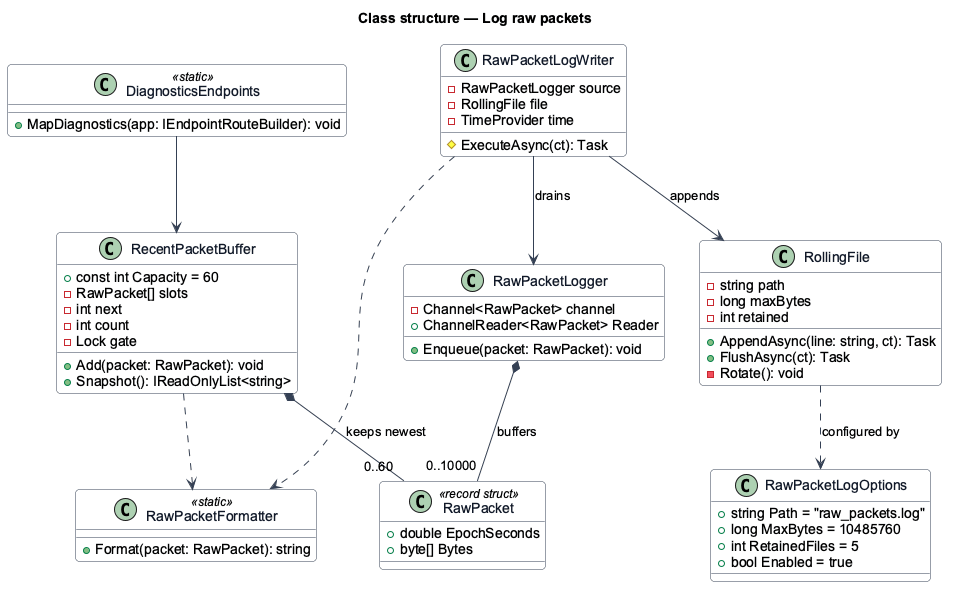 Class structure — Log raw packets
«static»
C DiagnosticsEndpoints
MapDiagnostics(app: IEndpointRouteBuilder): void
C RawPacketLogWriter
RawPacketLogger source
RollingFile file
TimeProvider time
ExecuteAsync(ct): Task
drains
appends
C RecentPacketBuffer
const int Capacity = 60
RawPacket[] slots
int next
int count
Lock gate
Add(packet: RawPacket): void
Snapshot(): IReadOnlyList<string>
C RawPacketLogger
Channel<RawPacket> channel
ChannelReader<RawPacket> Reader
Enqueue(packet: RawPacket): void
C RollingFile
string path
long maxBytes
int retained
AppendAsync(line: string, ct): Task
FlushAsync(ct): Task
Rotate(): void
keeps newest
0..60
buffers
0..10000
configured by
«static»
C RawPacketFormatter
Format(packet: RawPacket): string
«record struct»
C RawPacket
double EpochSeconds
byte[] Bytes
C RawPacketLogOptions
string Path = "raw_packets.log"
long MaxBytes = 10485760
int RetainedFiles = 5
bool Enabled = true